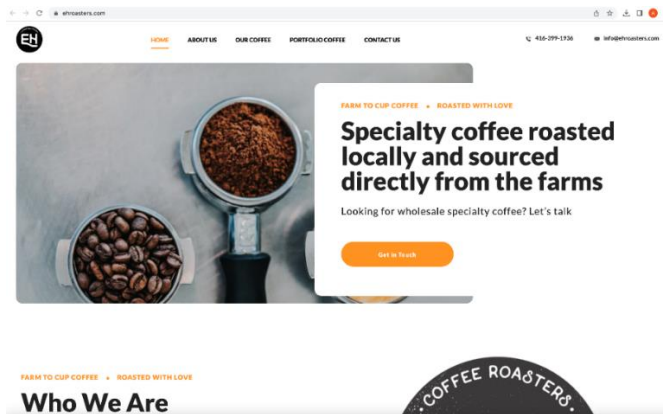 ehroasters.com
EH
HOME ABOUT US OUR COFFEE PORTFOLIO COFFEE CONTACT US 416-299-1936 info@ehroasters.com
FARM TO CUP COFFEE • ROASTED WITH LOVE
Specialty coffee roasted
locally and sourced
directly from the farms
Looking for wholesale specialty coffee? Let's talk
Get In Touch
FARM TO CUP COFFEE • ROASTED WITH LOVE
Who We Are
COFFEE ROASTERS